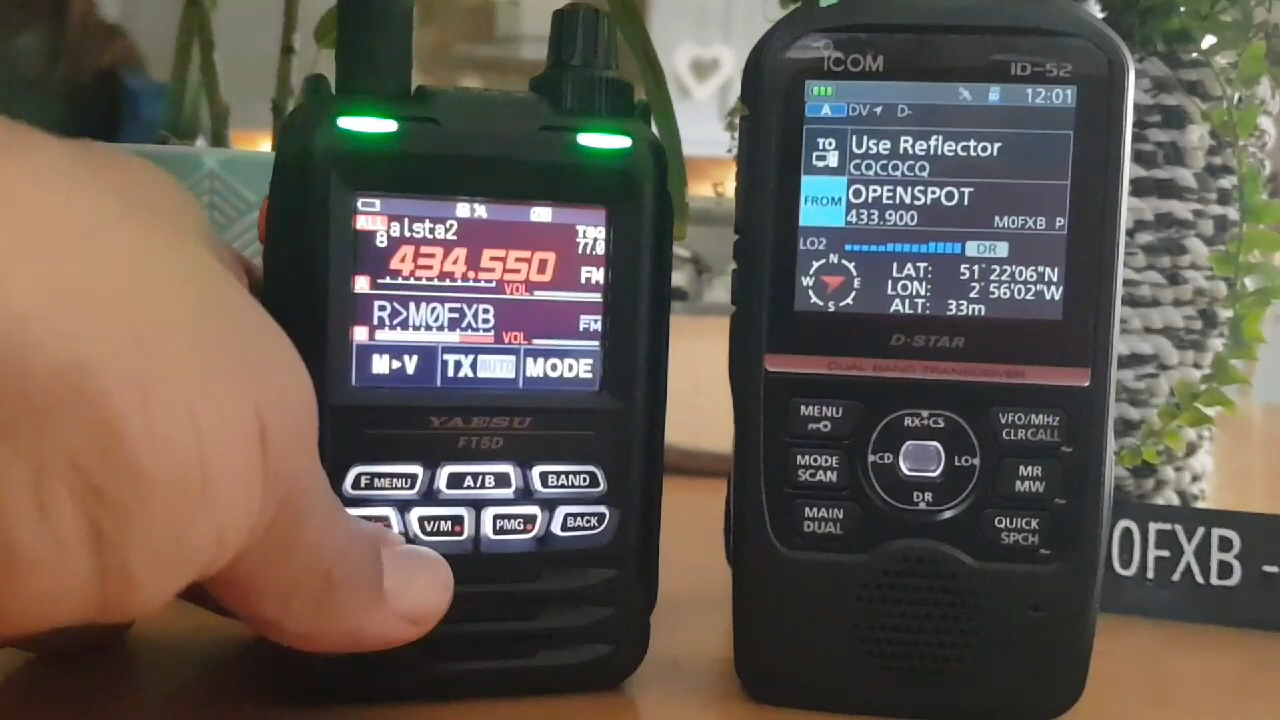 ALL
8
alsta2
TSQ
77.0
434.550
FM
A
VOL
R>MØFXB
FM
B
VOL
M▶V
TX AUTO
MODE
YAESU
FT5D
F MENU
A/B
BAND
V/M
PMG
BACK
ICOM
ID-52
12:01
A
DV
D-
TO
Use Reflector
CQCQCQ
FROM
OPENSPOT
433.900
M0FXB P
LO2
DR
N
W
E
S
LAT: 51°22'06"N
LON: 2°56'02"W
ALT: 33m
D-STAR
DUAL BAND TRANSCEIVER
MENU
RX→CS
VFO/MHz
CLR CALL
MODE
SCAN
CD
LO
MR
MW
DR
MAIN
DUAL
QUICK
SPCH
0FXB -